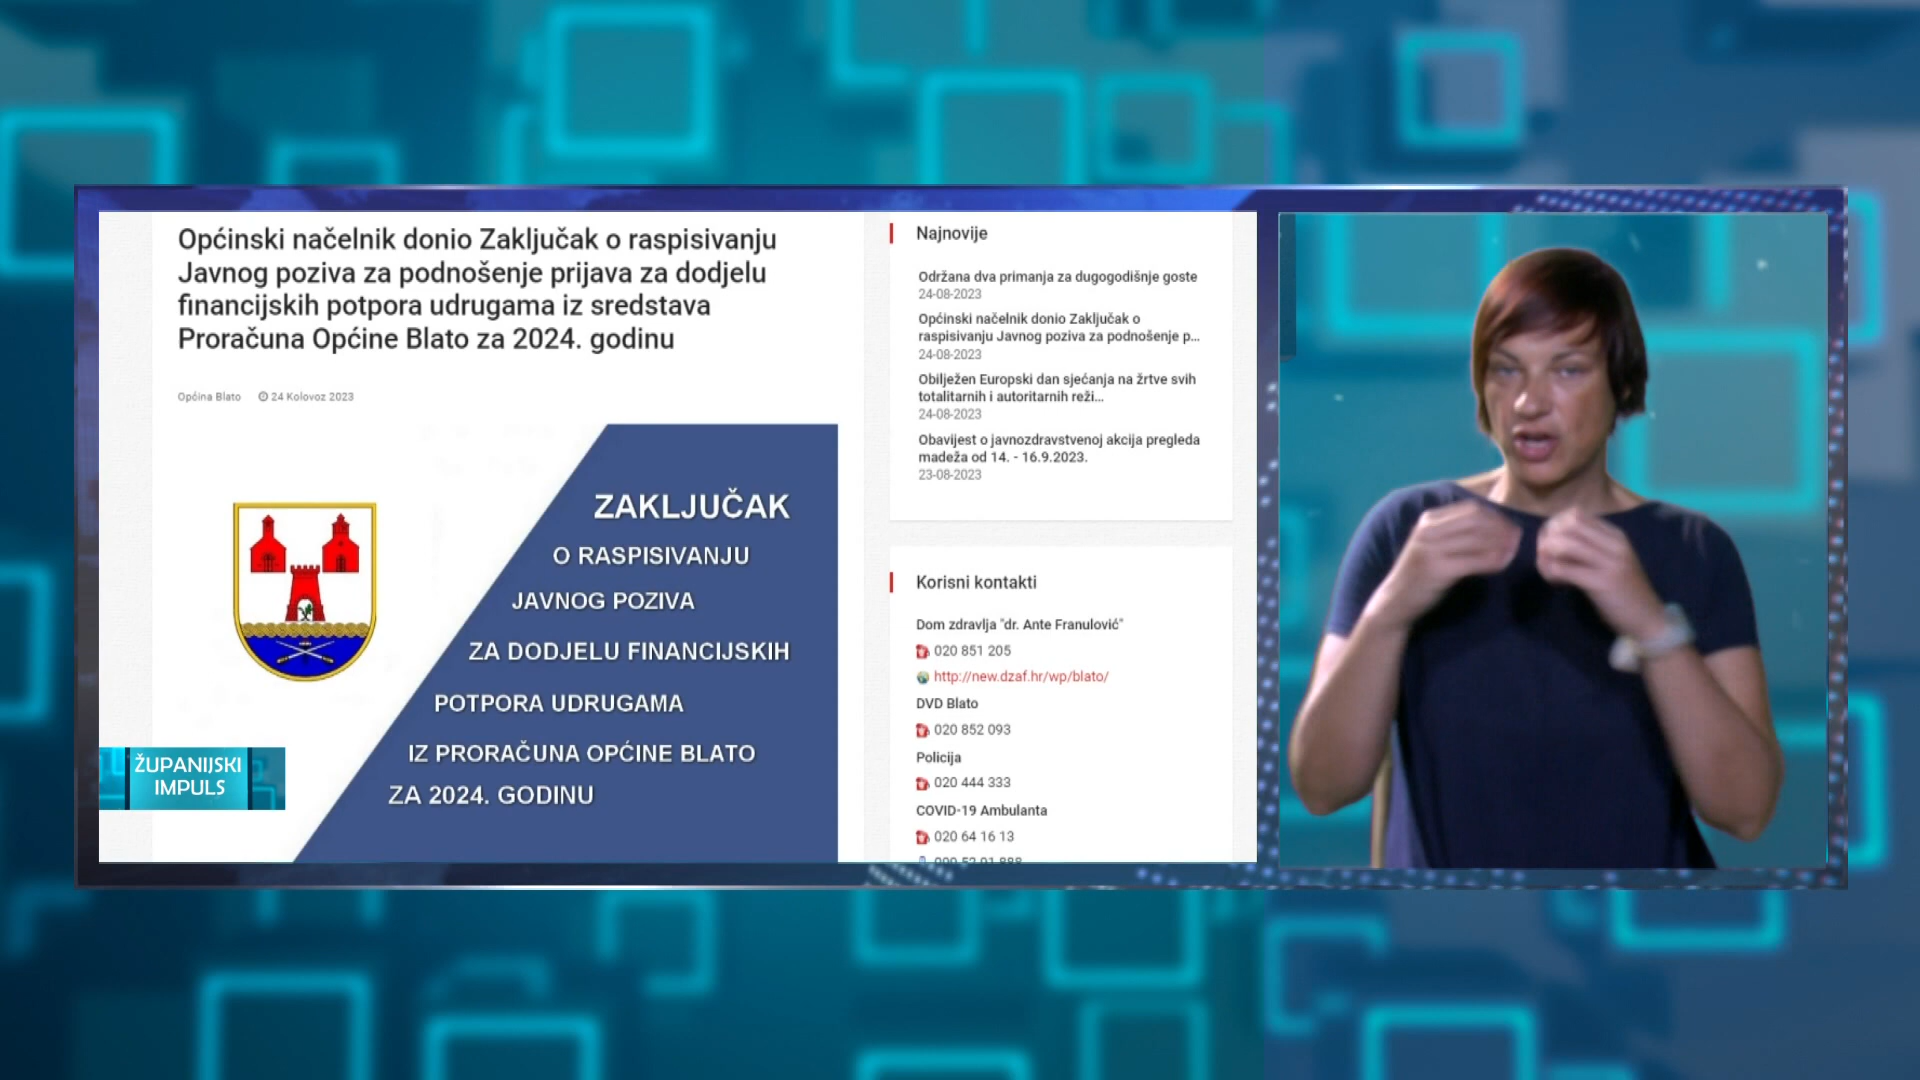 Općinski načelnik donio Zaključak o raspisivanju
Javnog poziva za podnošenje prijava za dodjelu
financijskih potpora udrugama iz sredstava
Proračuna Općine Blato za 2024. godinu
Općina Blato 24 Kolovoz 2023
ZAKLJUČAK
O RASPISIVANJU
JAVNOG POZIVA
ZA DODJELU FINANCIJSKIH
POTPORA UDRUGAMA
IZ PRORAČUNA OPĆINE BLATO
ZA 2024. GODINU
ŽUPANIJSKI
IMPULS
Najnovije
Održana dva primanja za dugogodišnje goste
24-08-2023
Općinski načelnik donio Zaključak o
raspisivanju Javnog poziva za podnošenje p...
24-08-2023
Obilježen Europski dan sjećanja na žrtve svih
totalitarnih i autoritarnih reži...
24-08-2023
Obavijest o javnozdravstvenoj akcija pregleda
madeža od 14. - 16.9.2023.
23-08-2023
Korisni kontakti
Dom zdravlja "dr. Ante Franulović"
020 851 205
http://new.dzaf.hr/wp/blato/
DVD Blato
020 852 093
Policija
020 444 333
COVID-19 Ambulanta
020 64 16 13